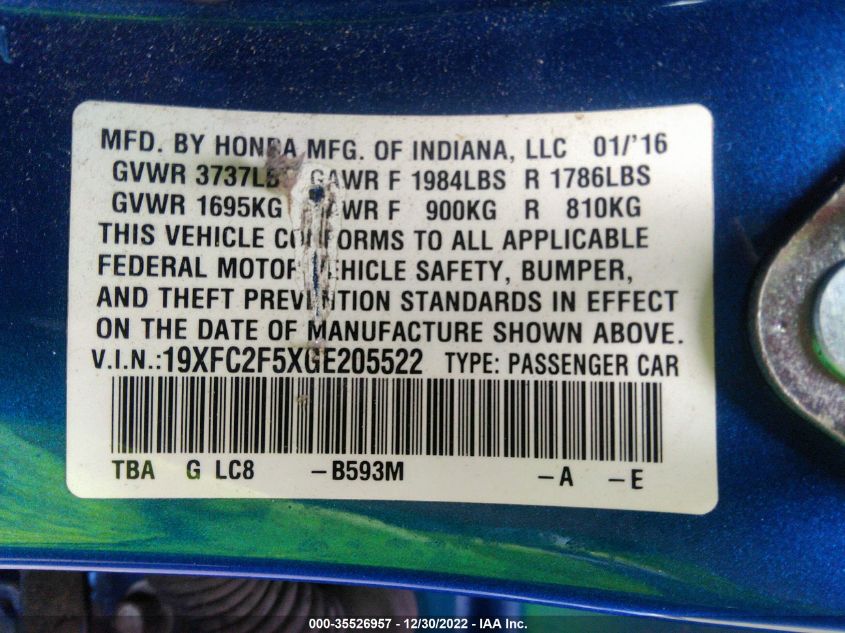 MFD. BY HONDA MFG. OF INDIANA, LLC 01/'16
GVWR 3737LB GAWR F 1984LBS R 1786LBS
GVWR 1695KG WR F 900KG R 810KG
THIS VEHICLE CONFORMS TO ALL APPLICABLE
FEDERAL MOTOR VEHICLE SAFETY, BUMPER,
AND THEFT PREVENTION STANDARDS IN EFFECT
ON THE DATE OF MANUFACTURE SHOWN ABOVE.
V.I.N.:19XFC2F5XGE205522 TYPE: PASSENGER CAR
TBA G LC8 -B593M -A -E
000-35526957 - 12/30/2022 - IAA Inc.